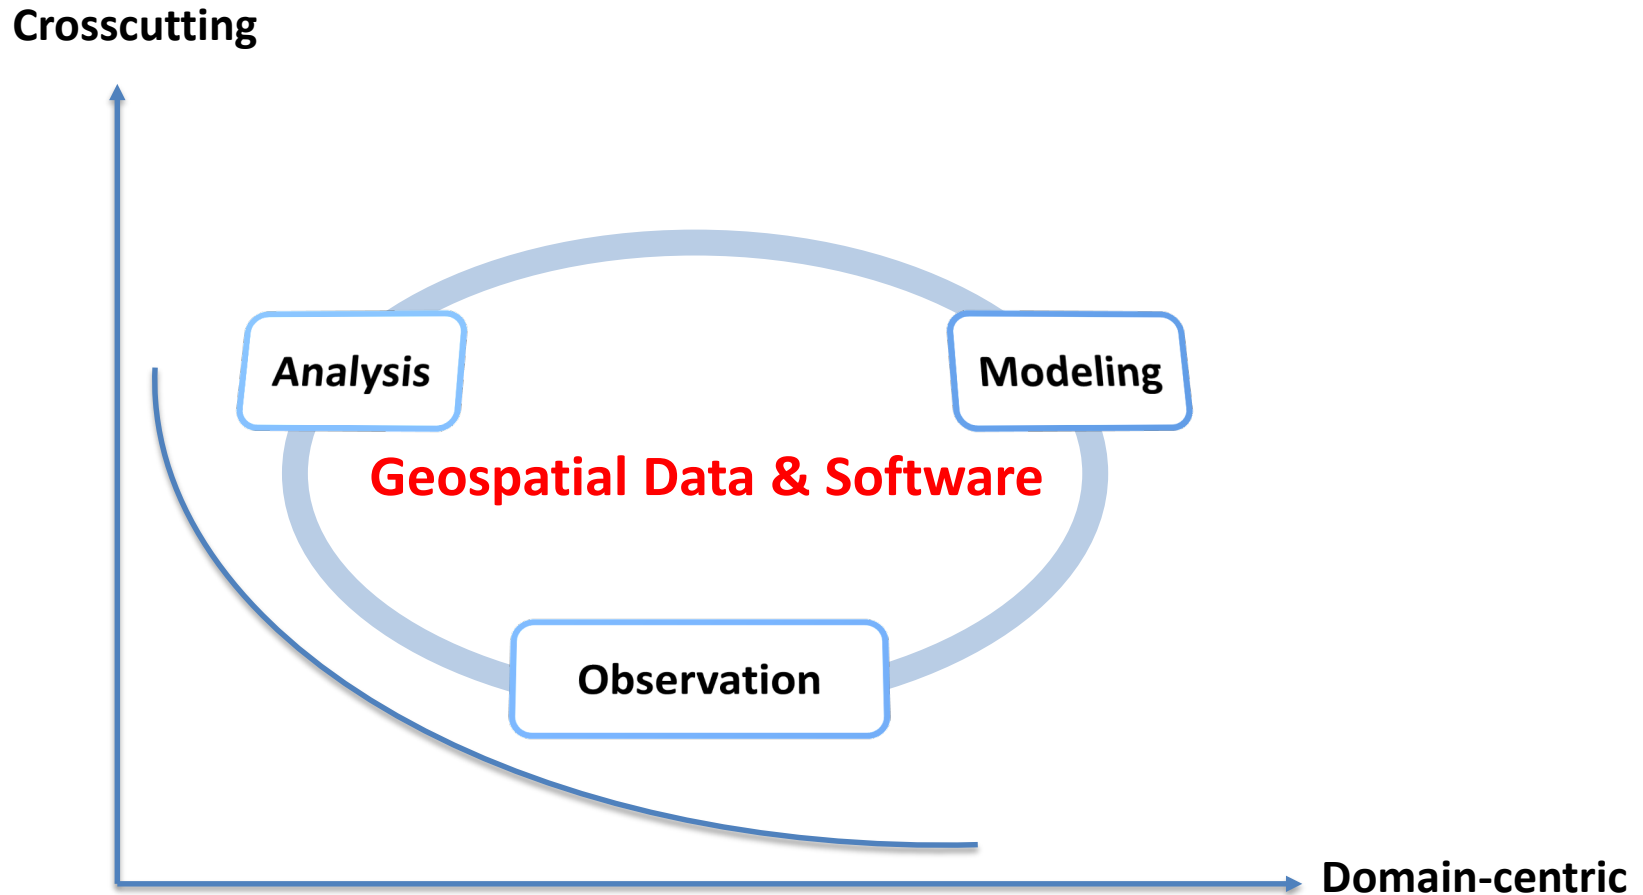 Crosscutting
Analysis
Modeling
Geospatial Data & Software
Observation
Domain-centric